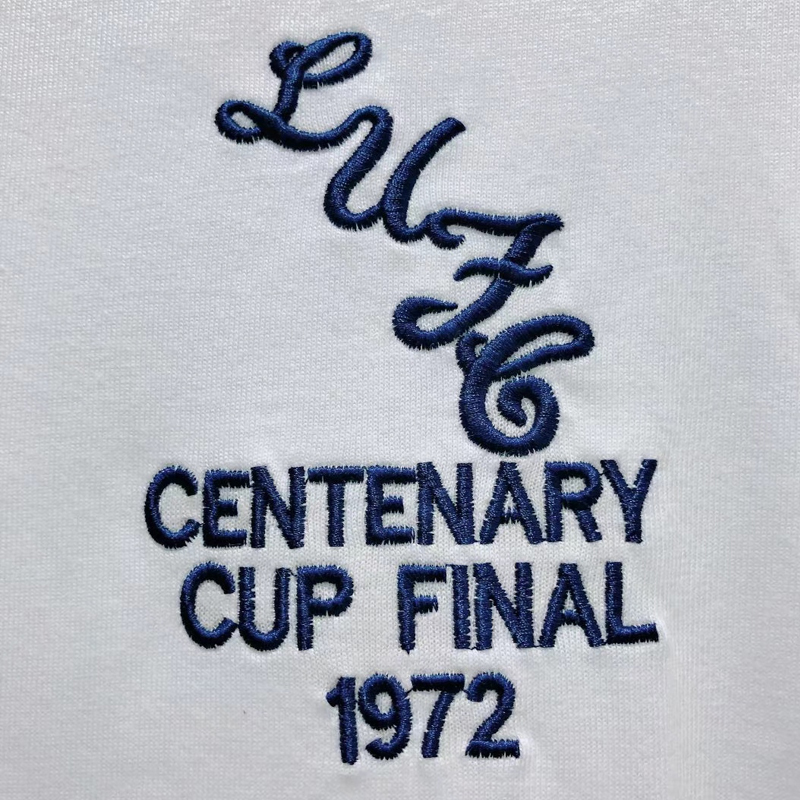 LUFC
CENTENARY
CUP FINAL
1972